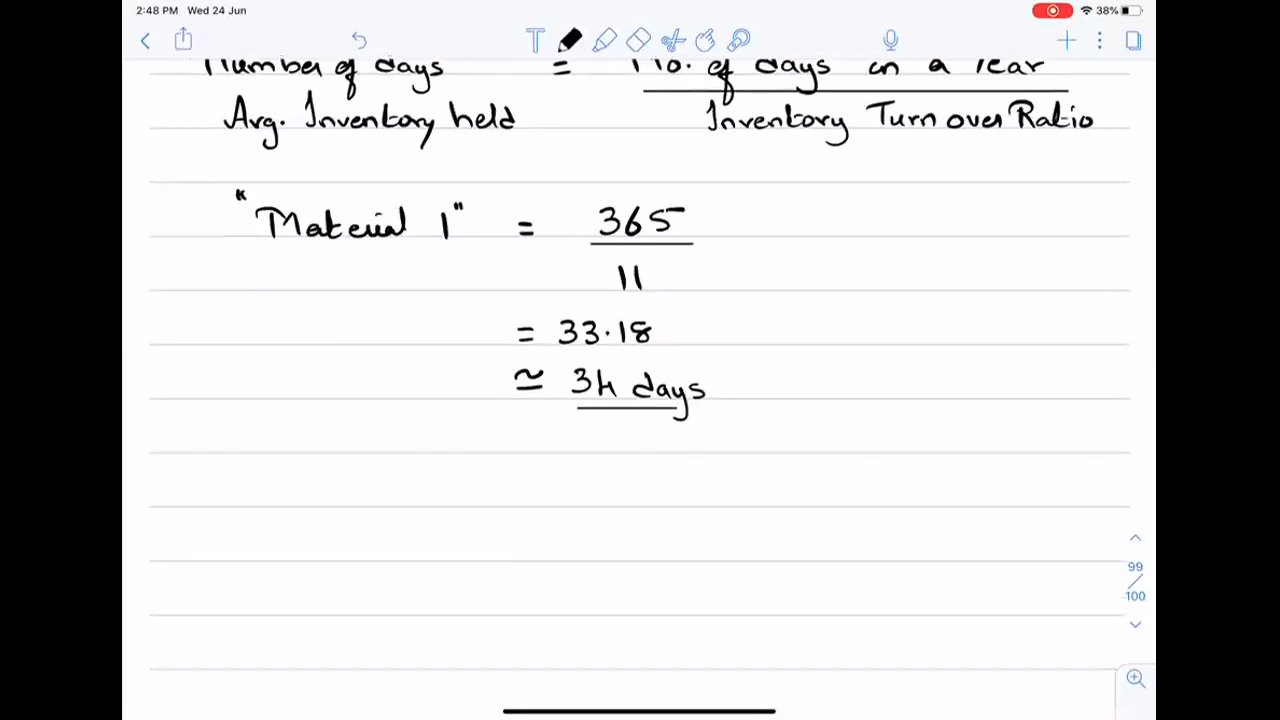 2:48 PM Wed 24 Jun
38%
T
Number of days = No. of days in a Year
Avg. Inventory held Inventory Turnover Ratio
"Material 1" = 365
11
= 33.18
≅ 34 days
99
100